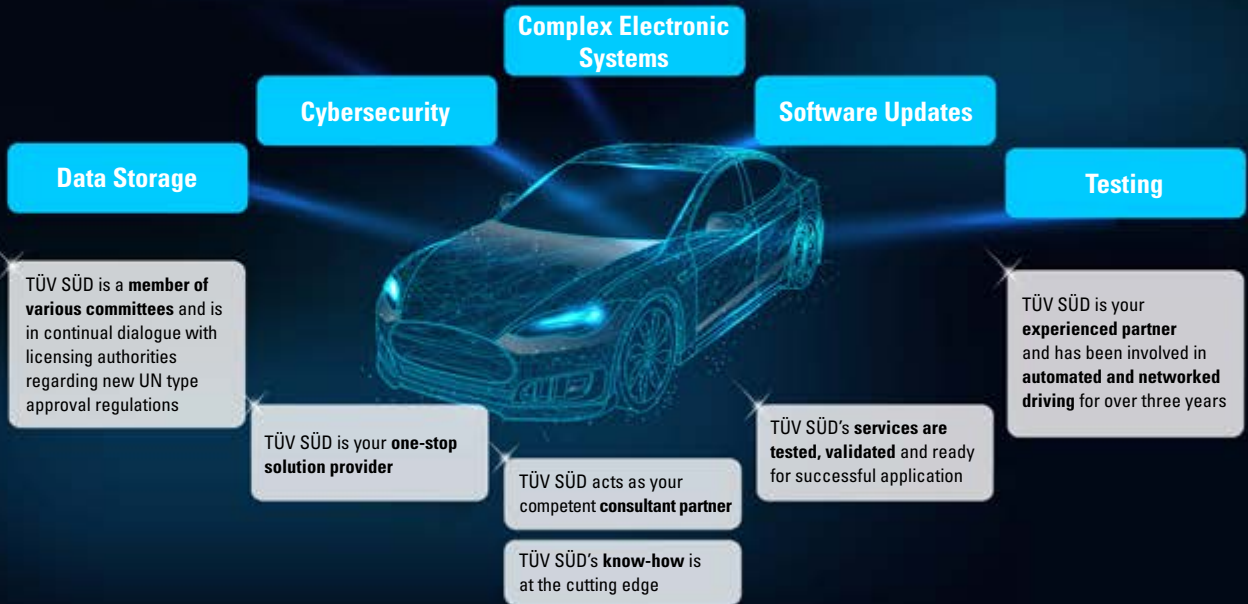 Complex Electronic
Systems
Cybersecurity
Software Updates
Data Storage
Testing
TÜV SÜD is a member of
various committees and is
in continual dialogue with
licensing authorities
regarding new UN type
approval regulations
TÜV SÜD is your one-stop
solution provider
TÜV SÜD acts as your
competent consultant partner
TÜV SÜD's know-how is
at the cutting edge
TÜV SÜD's services are
tested, validated and ready
for successful application
TÜV SÜD is your
experienced partner
and has been involved in
automated and networked
driving for over three years